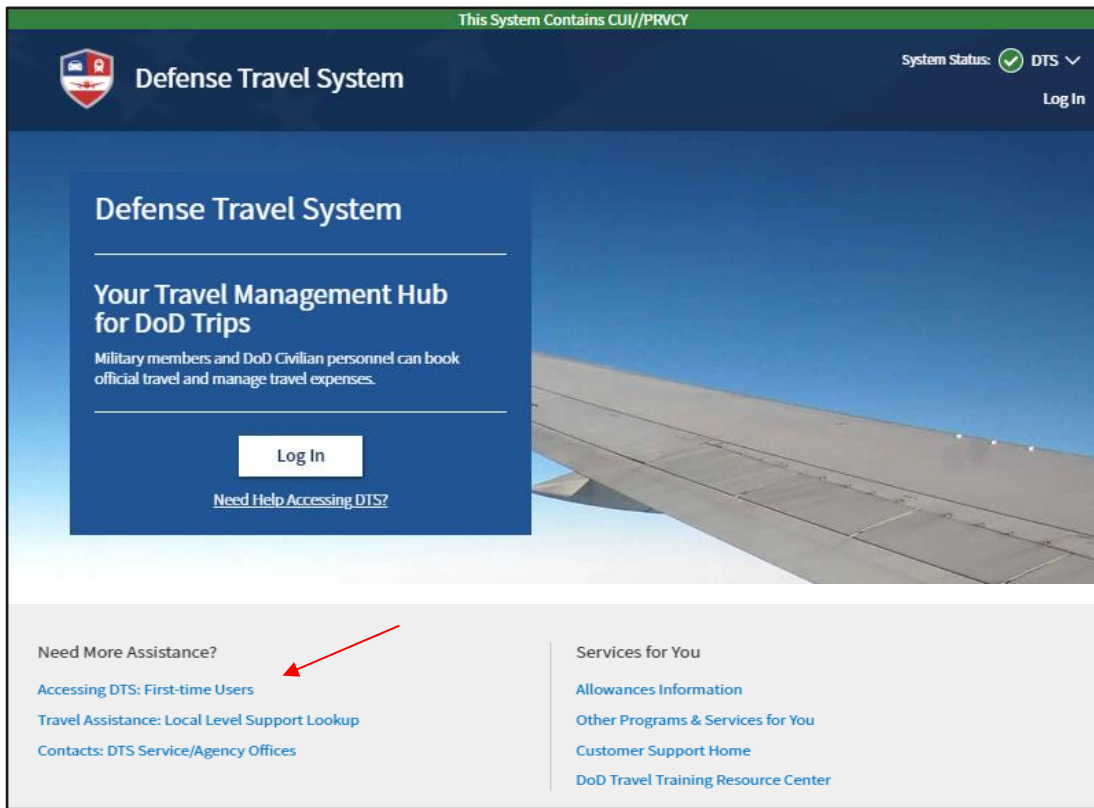 This System Contains CUI//PRVCY
Defense Travel System
System Status: DTS
Log In
Defense Travel System
Your Travel Management Hub
for DoD Trips
Military members and DoD Civilian personnel can book
official travel and manage travel expenses.
Log In
Need Help Accessing DTS?
Need More Assistance?
Accessing DTS: First-time Users
Travel Assistance: Local Level Support Lookup
Contacts: DTS Service/Agency Offices
Services for You
Allowances Information
Other Programs & Services for You
Customer Support Home
DoD Travel Training Resource Center